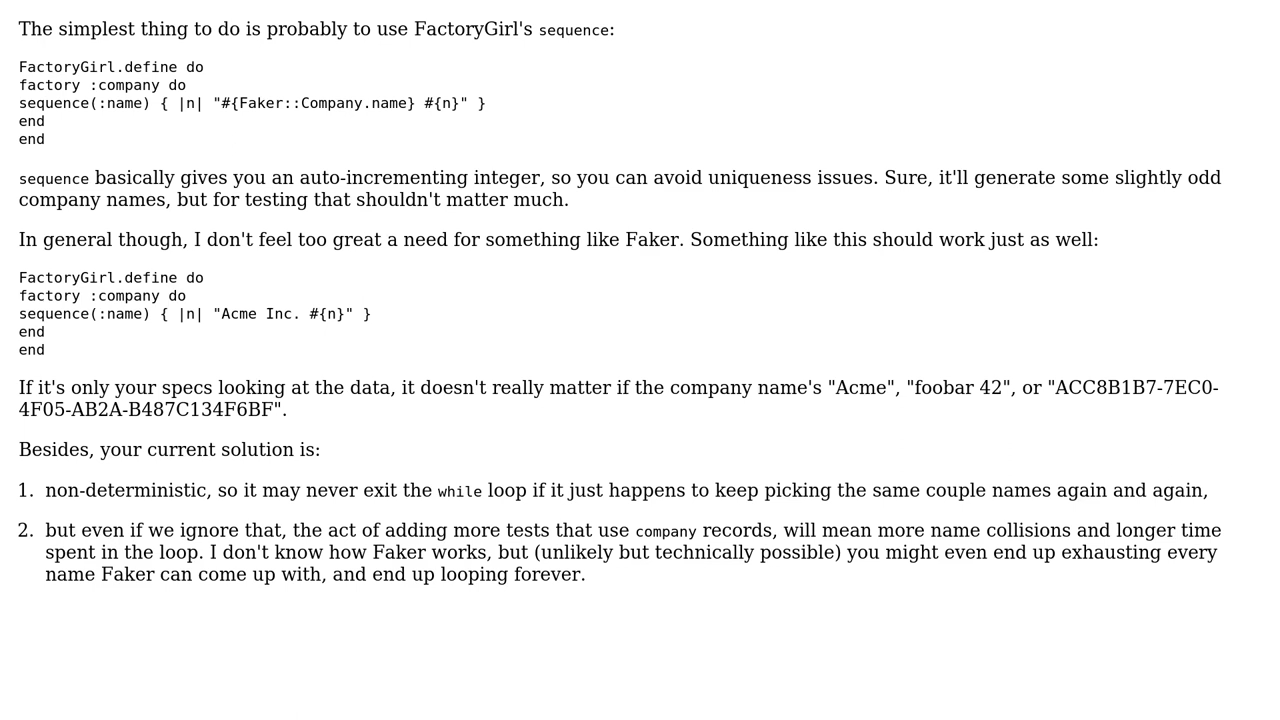 The simplest thing to do is probably to use FactoryGirl's sequence:
FactoryGirl.define do
factory :company do
sequence(:name) { |n| "#{Faker::Company.name} #{n}" }
end
end
sequence basically gives you an auto-incrementing integer, so you can avoid uniqueness issues. Sure, it'll generate some slightly odd
company names, but for testing that shouldn't matter much.
In general though, I don't feel too great a need for something like Faker. Something like this should work just as well:
FactoryGirl.define do
factory :company do
sequence(:name) { |n| "Acme Inc. #{n}" }
end
end
If it's only your specs looking at the data, it doesn't really matter if the company name's "Acme", "foobar 42", or "ACC8B1B7-7EC0-
4F05-AB2A-B487C134F6BF".
Besides, your current solution is:
1. non-deterministic, so it may never exit the while loop if it just happens to keep picking the same couple names again and again,
2. but even if we ignore that, the act of adding more tests that use company records, will mean more name collisions and longer time
spent in the loop. I don't know how Faker works, but (unlikely but technically possible) you might even end up exhausting every
name Faker can come up with, and end up looping forever.